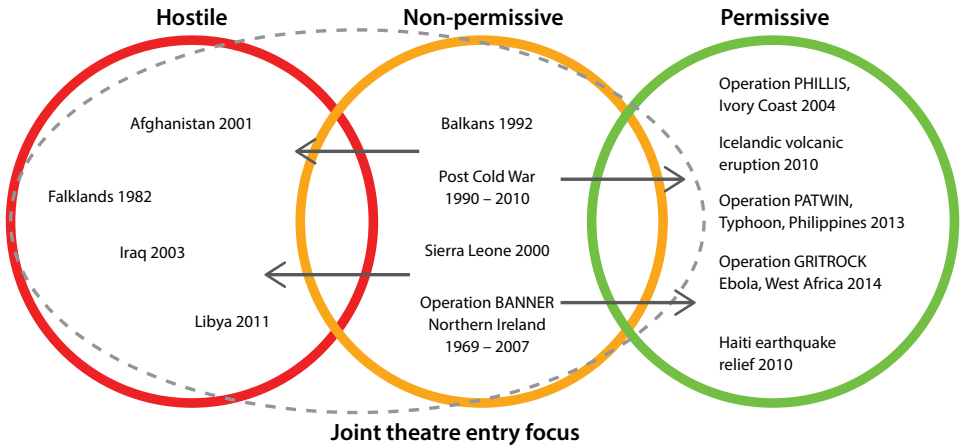 Hostile
Non-permissive
Permissive
Afghanistan 2001
Falklands 1982
Iraq 2003
Libya 2011
Balkans 1992
Post Cold War
1990 – 2010
Sierra Leone 2000
Operation BANNER
Northern Ireland
1969 – 2007
Operation PHILLIS,
Ivory Coast 2004
Icelandic volcanic
eruption 2010
Operation PATWIN,
Typhoon, Philippines 2013
Operation GRITROCK
Ebola, West Africa 2014
Haiti earthquake
relief 2010
Joint theatre entry focus